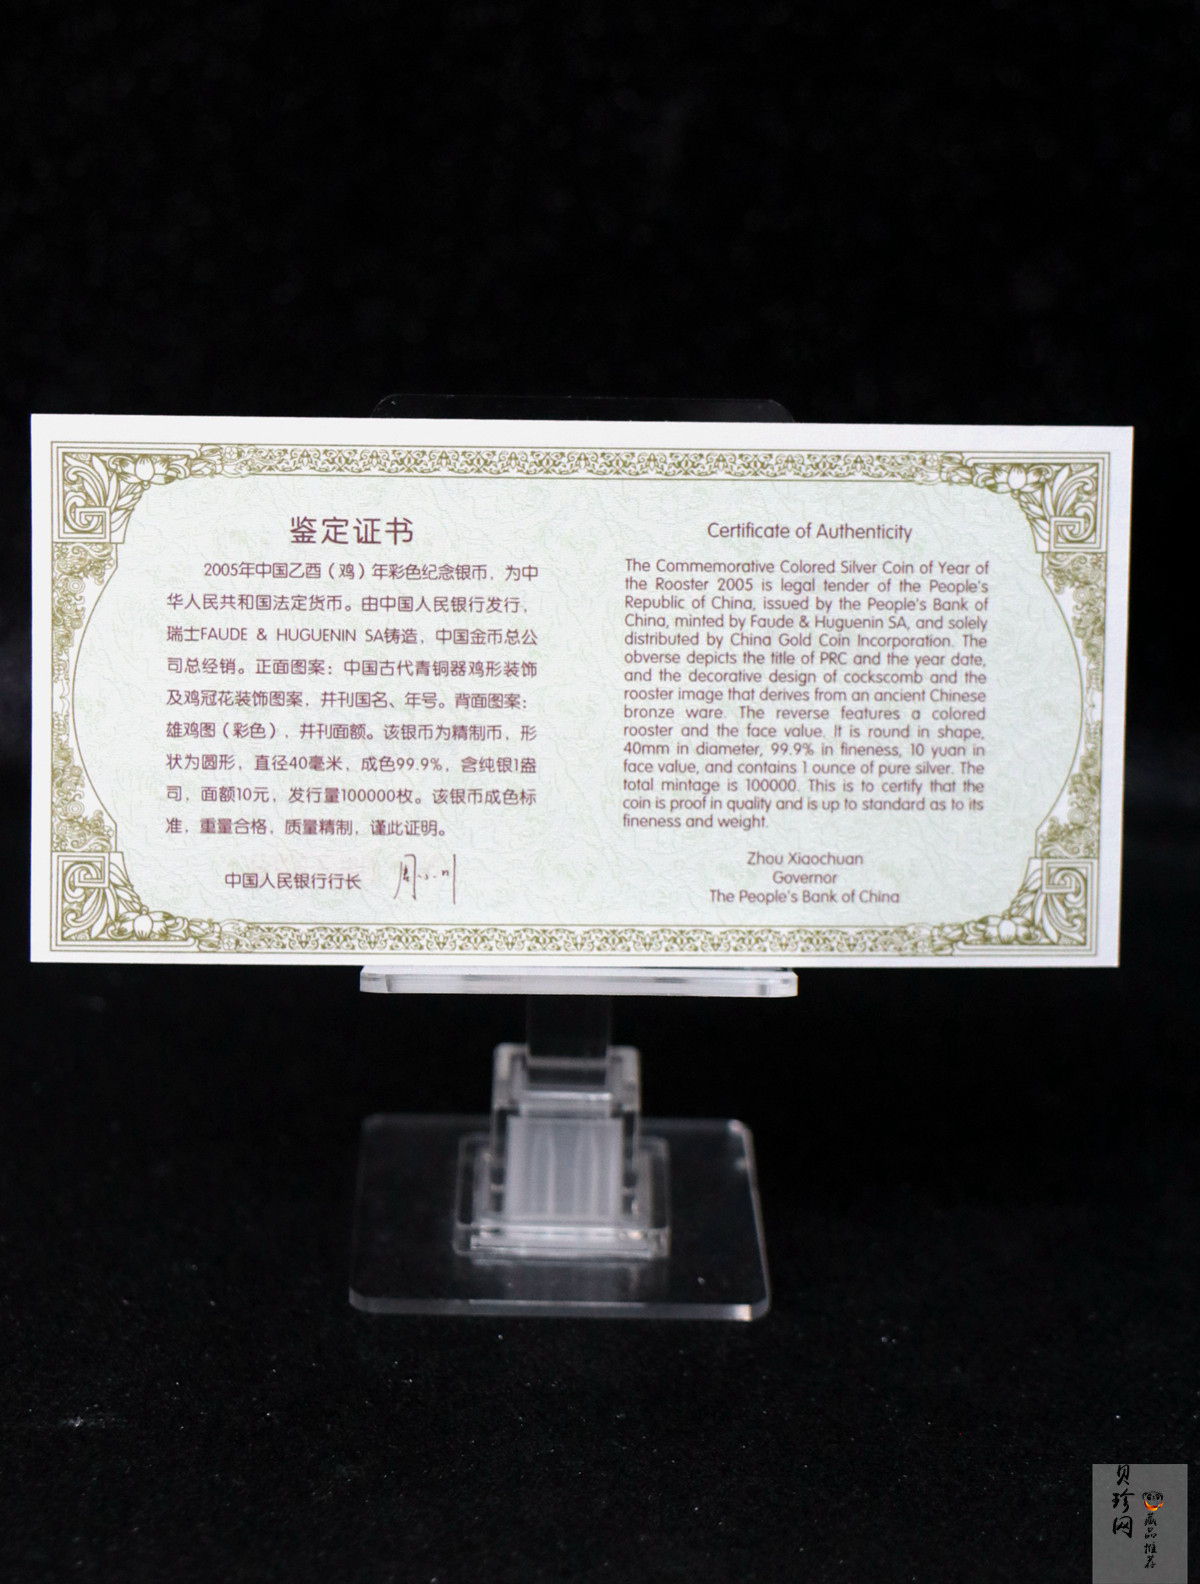 鉴定证书
2005年中国乙酉（鸡）年彩色纪念银币，为中
华人民共和国法定货币。由中国人民银行发行，
瑞士FAUDE & HUGUENIN SA铸造，中国金币总公
司总经销。正面图案：中国古代青铜器鸡形装饰
及鸡冠花装饰图案，并刊国名、年号。背面图案：
雄鸡图（彩色），并刊面额。该银币为精制币，形
状为圆形，直径40毫米，成色99.9%，含纯银1盎
司，面额10元，发行量100000枚。该银币成色标
准，重量合格，质量精制，谨此证明。
中国人民银行行长
Certificate of Authenticity
The Commemorative Colored Silver Coin of Year of
the Rooster 2005 is legal tender of the People's
Republic of China, issued by the People's Bank of
China, minted by Faude & Huguenin SA, and solely
distributed by China Gold Coin Incorporation. The
obverse depicts the title of PRC and the year date,
and the decorative design of cockscomb and the
rooster image that derives from an ancient Chinese
bronze ware. The reverse features a colored
rooster and the face value. It is round in shape,
40mm in diameter, 99.9% in fineness, 10 yuan in
face value, and contains 1 ounce of pure silver. The
total mintage is 100000. This is to certify that the
coin is proof in quality and is up to standard as to its
fineness and weight.
Zhou Xiaochuan
Governor
The People's Bank of China
贝珍网
藏品推荐